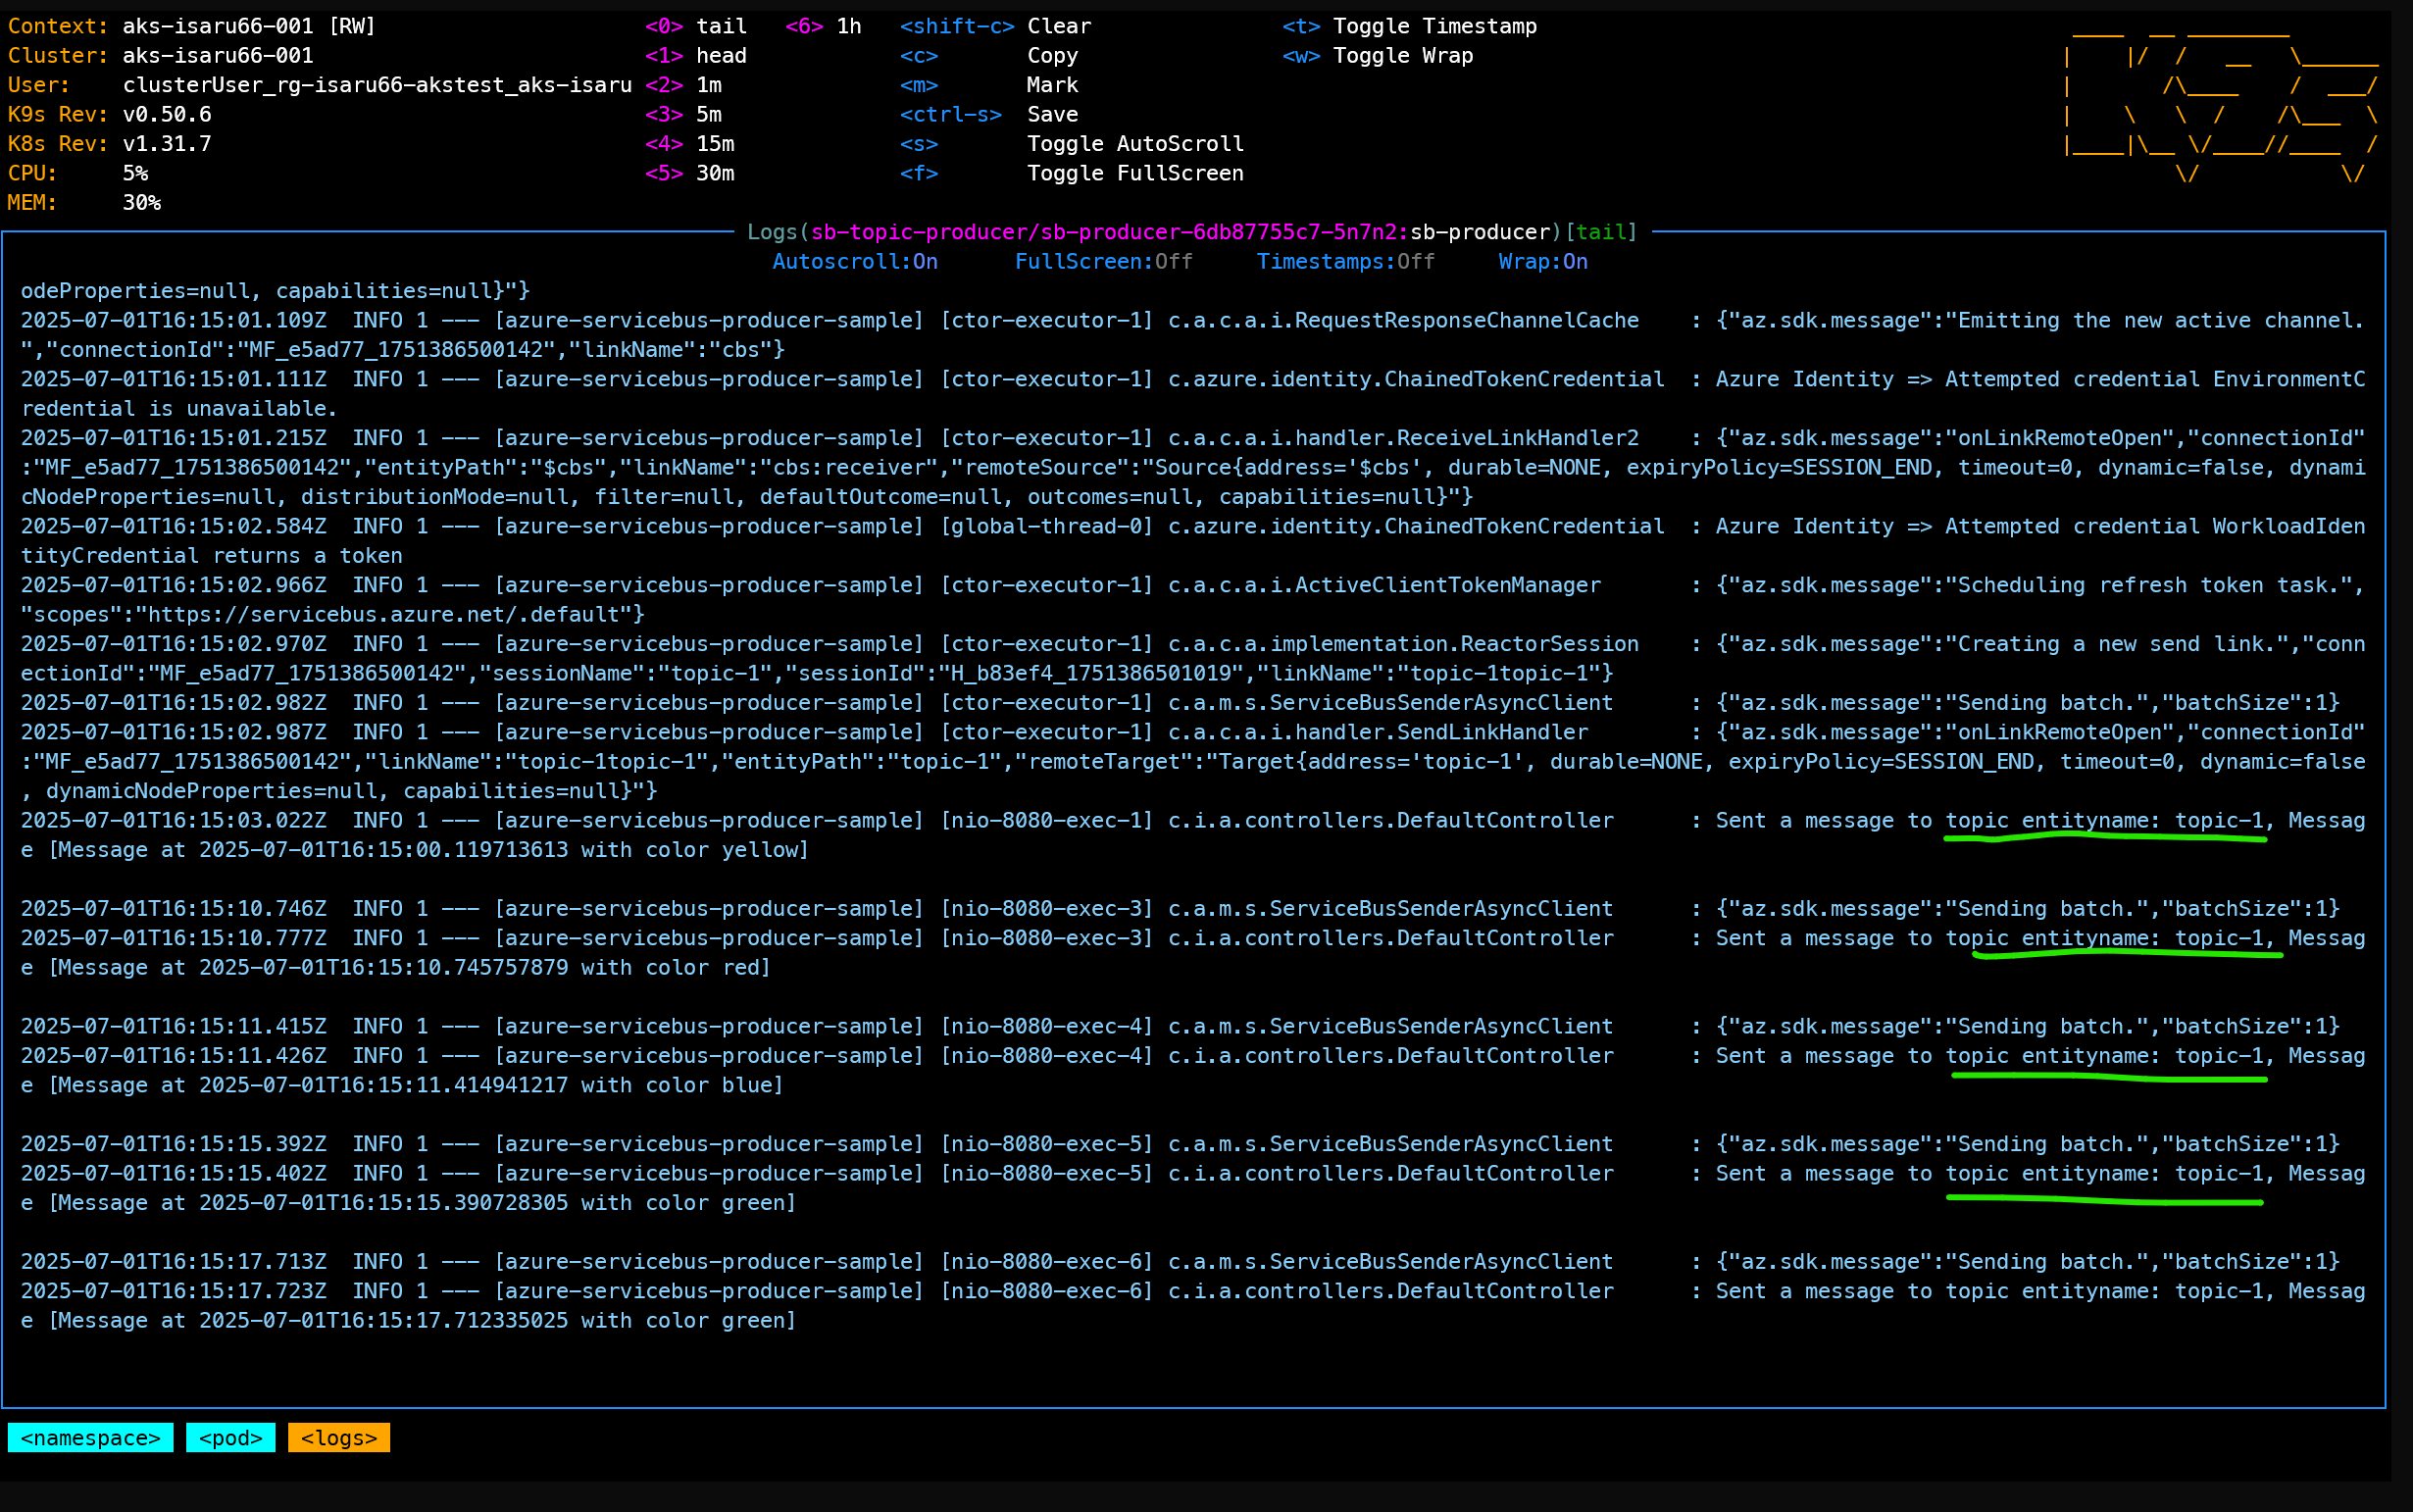 Context: aks-isaru66-001 [RW] <0> tail <6> 1h <shift-c> Clear <t> Toggle Timestamp
Cluster: aks-isaru66-001 <1> head <c> Copy <w> Toggle Wrap
User: clusterUser_rg-isaru66-akstest_aks-isaru <2> 1m <m> Mark
K9s Rev: v0.50.6 <3> 5m <ctrl-s> Save
K8s Rev: v1.31.7 <4> 15m <s> Toggle AutoScroll
CPU: 5% <5> 30m <f> Toggle FullScreen
MEM: 30%
Logs(sb-topic-producer/sb-producer-6db87755c7-5n7n2:sb-producer)[tail]
Autoscroll:On FullScreen:Off Timestamps:Off Wrap:On
odeProperties=null, capabilities=null}"}
2025-07-01T16:15:01.109Z INFO 1 --- [azure-servicebus-producer-sample] [ctor-executor-1] c.a.c.a.i.RequestResponseChannelCache : {"az.sdk.message":"Emitting the new active channel.
","connectionId":"MF_e5ad77_1751386500142","linkName":"cbs"}
2025-07-01T16:15:01.111Z INFO 1 --- [azure-servicebus-producer-sample] [ctor-executor-1] c.azure.identity.ChainedTokenCredential : Azure Identity => Attempted credential EnvironmentC
redential is unavailable.
2025-07-01T16:15:01.215Z INFO 1 --- [azure-servicebus-producer-sample] [ctor-executor-1] c.a.c.a.i.handler.ReceiveLinkHandler2 : {"az.sdk.message":"onLinkRemoteOpen","connectionId"
:"MF_e5ad77_1751386500142","entityPath":"$cbs","linkName":"cbs:receiver","remoteSource":"Source{address='$cbs', durable=NONE, expiryPolicy=SESSION_END, timeout=0, dynamic=false, dynami
cNodeProperties=null, distributionMode=null, filter=null, defaultOutcome=null, outcomes=null, capabilities=null}"}
2025-07-01T16:15:02.584Z INFO 1 --- [azure-servicebus-producer-sample] [global-thread-0] c.azure.identity.ChainedTokenCredential : Azure Identity => Attempted credential WorkloadIden
tityCredential returns a token
2025-07-01T16:15:02.966Z INFO 1 --- [azure-servicebus-producer-sample] [ctor-executor-1] c.a.c.a.i.ActiveClientTokenManager : {"az.sdk.message":"Scheduling refresh token task.",
"scopes":"https://servicebus.azure.net/.default"}
2025-07-01T16:15:02.970Z INFO 1 --- [azure-servicebus-producer-sample] [ctor-executor-1] c.a.c.a.implementation.ReactorSession : {"az.sdk.message":"Creating a new send link.","conn
ectionId":"MF_e5ad77_1751386500142","sessionName":"topic-1","sessionId":"H_b83ef4_1751386501019","linkName":"topic-1topic-1"}
2025-07-01T16:15:02.982Z INFO 1 --- [azure-servicebus-producer-sample] [ctor-executor-1] c.a.m.s.ServiceBusSenderAsyncClient : {"az.sdk.message":"Sending batch.","batchSize":1}
2025-07-01T16:15:02.987Z INFO 1 --- [azure-servicebus-producer-sample] [ctor-executor-1] c.a.c.a.i.handler.SendLinkHandler : {"az.sdk.message":"onLinkRemoteOpen","connectionId"
:"MF_e5ad77_1751386500142","linkName":"topic-1topic-1","entityPath":"topic-1","remoteTarget":"Target{address='topic-1', durable=NONE, expiryPolicy=SESSION_END, timeout=0, dynamic=false
, dynamicNodeProperties=null, capabilities=null}"}
2025-07-01T16:15:03.022Z INFO 1 --- [azure-servicebus-producer-sample] [nio-8080-exec-1] c.i.a.controllers.DefaultController : Sent a message to topic entityname: topic-1, Messag
e [Message at 2025-07-01T16:15:00.119713613 with color yellow]
2025-07-01T16:15:10.746Z INFO 1 --- [azure-servicebus-producer-sample] [nio-8080-exec-3] c.a.m.s.ServiceBusSenderAsyncClient : {"az.sdk.message":"Sending batch.","batchSize":1}
2025-07-01T16:15:10.777Z INFO 1 --- [azure-servicebus-producer-sample] [nio-8080-exec-3] c.i.a.controllers.DefaultController : Sent a message to topic entityname: topic-1, Messag
e [Message at 2025-07-01T16:15:10.745757879 with color red]
2025-07-01T16:15:11.415Z INFO 1 --- [azure-servicebus-producer-sample] [nio-8080-exec-4] c.a.m.s.ServiceBusSenderAsyncClient : {"az.sdk.message":"Sending batch.","batchSize":1}
2025-07-01T16:15:11.426Z INFO 1 --- [azure-servicebus-producer-sample] [nio-8080-exec-4] c.i.a.controllers.DefaultController : Sent a message to topic entityname: topic-1, Messag
e [Message at 2025-07-01T16:15:11.414941217 with color blue]
2025-07-01T16:15:15.392Z INFO 1 --- [azure-servicebus-producer-sample] [nio-8080-exec-5] c.a.m.s.ServiceBusSenderAsyncClient : {"az.sdk.message":"Sending batch.","batchSize":1}
2025-07-01T16:15:15.402Z INFO 1 --- [azure-servicebus-producer-sample] [nio-8080-exec-5] c.i.a.controllers.DefaultController : Sent a message to topic entityname: topic-1, Messag
e [Message at 2025-07-01T16:15:15.390728305 with color green]
2025-07-01T16:15:17.713Z INFO 1 --- [azure-servicebus-producer-sample] [nio-8080-exec-6] c.a.m.s.ServiceBusSenderAsyncClient : {"az.sdk.message":"Sending batch.","batchSize":1}
2025-07-01T16:15:17.723Z INFO 1 --- [azure-servicebus-producer-sample] [nio-8080-exec-6] c.i.a.controllers.DefaultController : Sent a message to topic entityname: topic-1, Messag
e [Message at 2025-07-01T16:15:17.712335025 with color green]
<namespace> <pod> <logs>